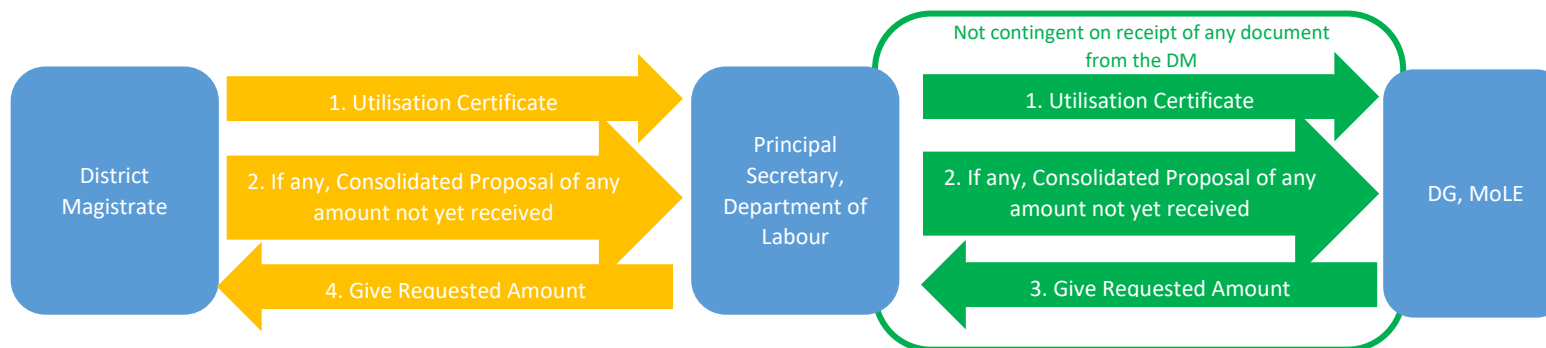 Not contingent on receipt of any document
from the DM
District
Magistrate
1. Utilisation Certificate
2. If any, Consolidated Proposal of any
amount not yet received
4. Give Requested Amount
Principal
Secretary,
Department of
Labour
1. Utilisation Certificate
2. If any, Consolidated Proposal of any
amount not yet received
3. Give Requested Amount
DG, MoLE